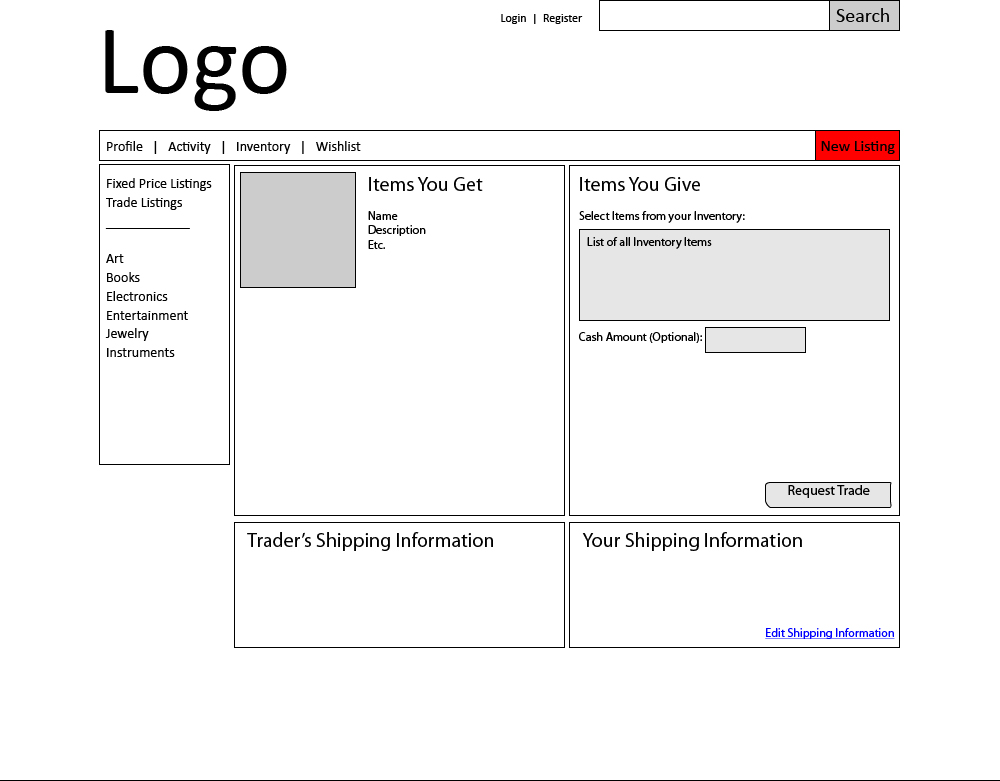 Login | Register
Search
Logo
Profile | Activity | Inventory | Wishlist
New Listing
Fixed Price Listings
Trade Listings
Art
Books
Electronics
Entertainment
Jewelry
Instruments
Items You Get
Name
Description
Etc.
Items You Give
Select Items from your Inventory:
List of all Inventory Items
Cash Amount (Optional):
Request Trade
Trader's Shipping Information
Your Shipping Information
Edit Shipping Information